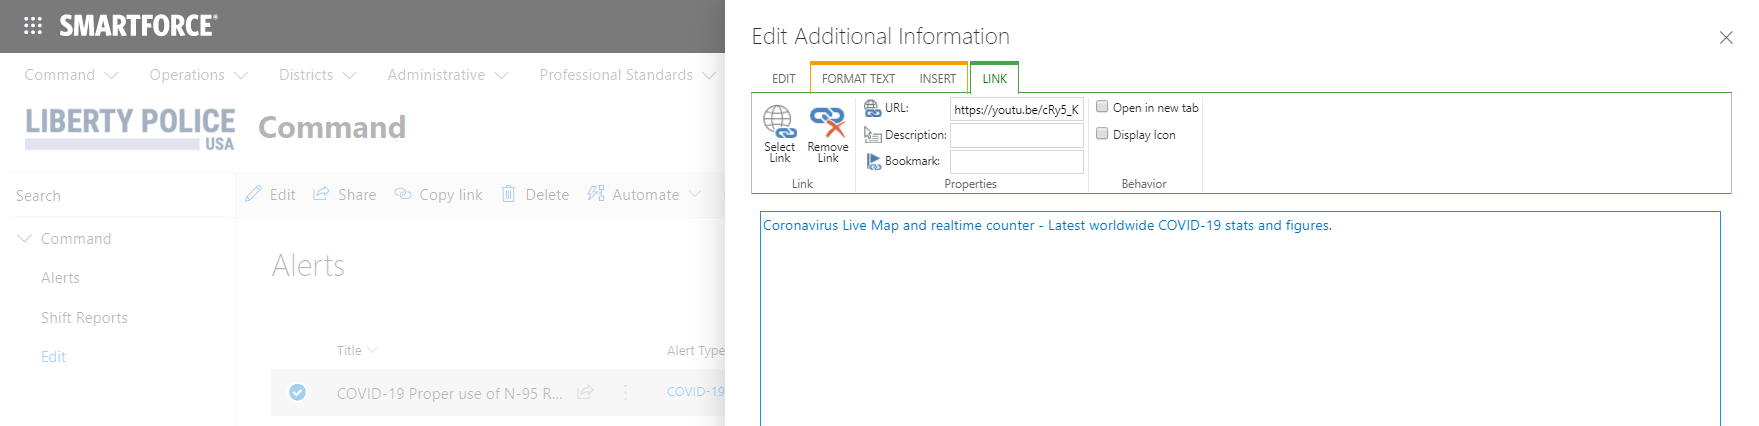 SMARTFORCE®
Command Operations Districts Administrative Professional Standards
LIBERTY POLICE
USA
Command
Search
Edit Share Copy link Delete Automate
Command
Alerts
Shift Reports
Edit
Alerts
Title Alert Type
COVID-19 Proper use of N-95 R... COVID-19
Edit Additional Information
EDIT FORMAT TEXT INSERT LINK
Select Link
Remove Link
Link
URL: https://youtu.be/cRy5_K
Description:
Bookmark:
Properties
Open in new tab
Display Icon
Behavior
Coronavirus Live Map and realtime counter - Latest worldwide COVID-19 stats and figures.